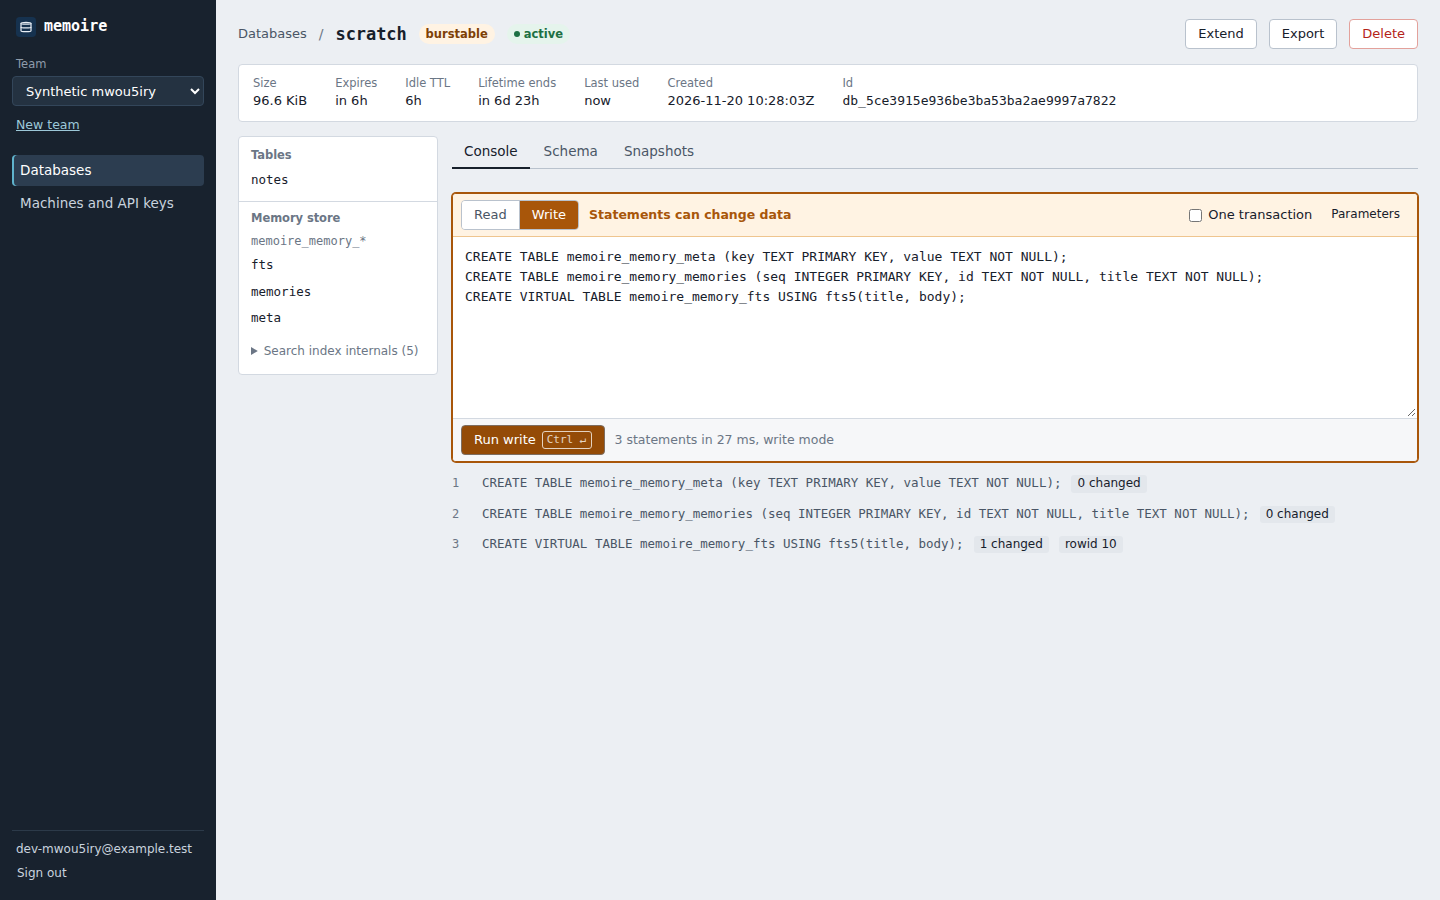 memoire
Team
Synthetic mwou5iry
New team
Databases
Machines and API keys
dev-mwou5iry@example.test
Sign out
Databases / scratch burstable active
Extend Export Delete
Size Expires Idle TTL Lifetime ends Last used Created Id
96.6 KiB in 6h 6h in 6d 23h now 2026-11-20 10:28:03Z db_5ce3915e936be3ba53ba2ae9997a7822
Tables
notes
Memory store
memoire_memory_*
fts
memories
meta
Search index internals (5)
Console Schema Snapshots
Read Write Statements can change data One transaction Parameters
CREATE TABLE memoire_memory_meta (key TEXT PRIMARY KEY, value TEXT NOT NULL);
CREATE TABLE memoire_memory_memories (seq INTEGER PRIMARY KEY, id TEXT NOT NULL, title TEXT NOT NULL);
CREATE VIRTUAL TABLE memoire_memory_fts USING fts5(title, body);
Run write Ctrl ↵ 3 statements in 27 ms, write mode
1 CREATE TABLE memoire_memory_meta (key TEXT PRIMARY KEY, value TEXT NOT NULL); 0 changed
2 CREATE TABLE memoire_memory_memories (seq INTEGER PRIMARY KEY, id TEXT NOT NULL, title TEXT NOT NULL); 0 changed
3 CREATE VIRTUAL TABLE memoire_memory_fts USING fts5(title, body); 1 changed rowid 10